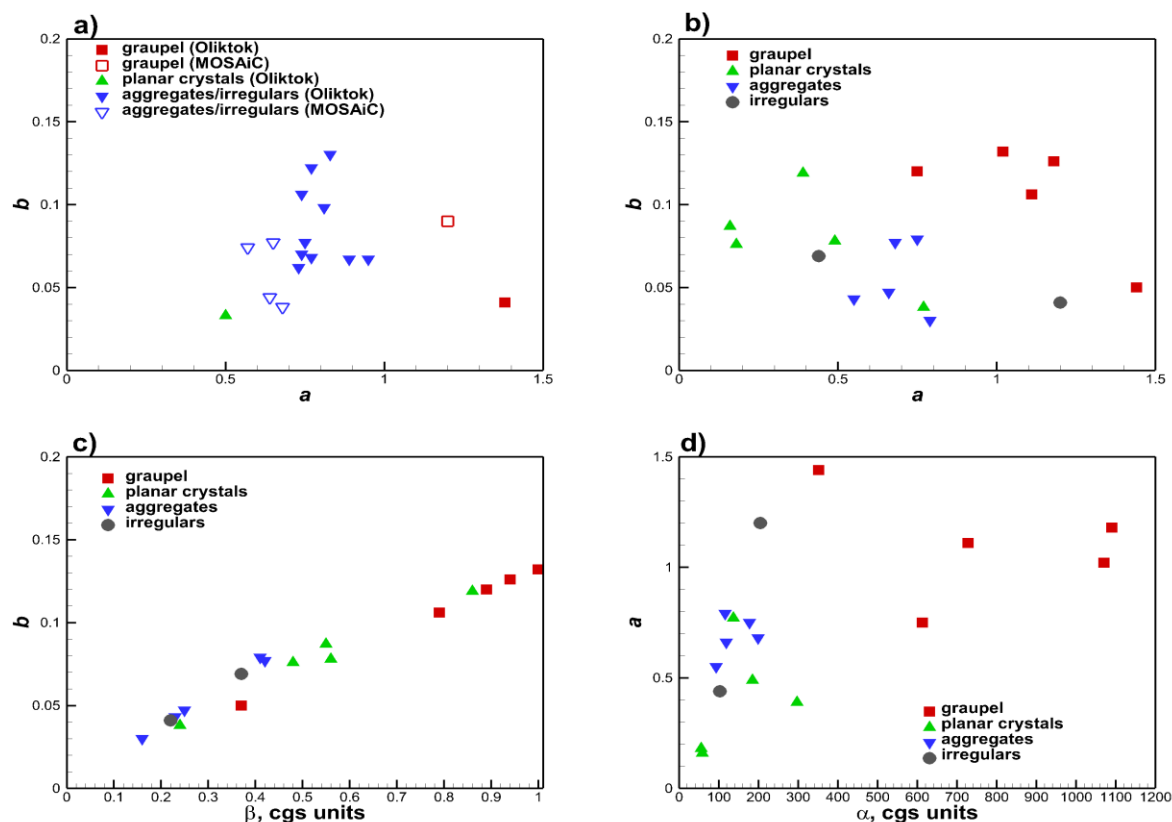 a)
0.2
graupel (Oliktok)
graupel (MOSAiC)
planar crystals (Oliktok)
aggregates/irregulars (Oliktok)
aggregates/irregulars (MOSAiC)
0.15
b
0.1
0.05
0
0 0.5 1 1.5
a
b)
0.2
graupel
planar crystals
aggregates
irregulars
0.15
b
0.1
0.05
0
0 0.5 1 1.5
a
c)
0.2
graupel
planar crystals
aggregates
irregulars
0.15
b
0.1
0.05
0
0 0.1 0.2 0.3 0.4 0.5 0.6 0.7 0.8 0.9 1
β, cgs units
d)
1.5
1
a
0.5
graupel
planar crystals
aggregates
irregulars
0
0 100 200 300 400 500 600 700 800 900 1000 1100 1200
α, cgs units